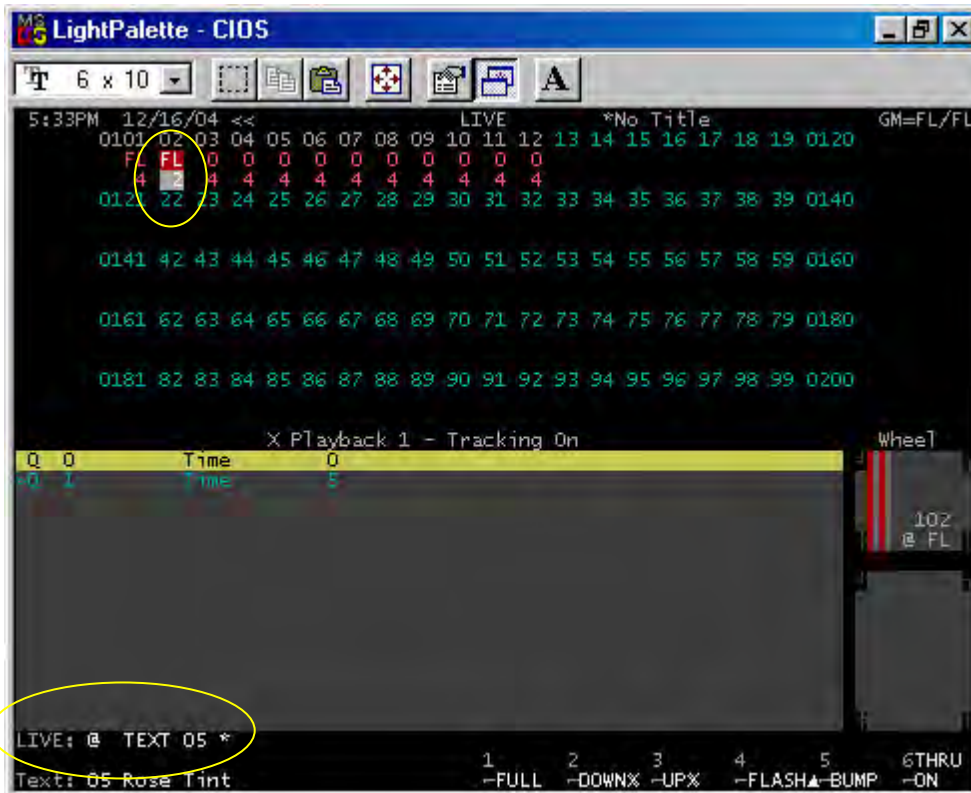 LightPalette - CIOS
6 x 10
5:33PM 12/16/04 << LIVE *No Title GM=FL/FL
0101 02 03 04 05 06 07 08 09 10 11 12 13 14 15 16 17 18 19 0120
FL FL 0 0 0 0 0 0 0 0 0 0
4 2 4 4 4 4 4 4 4 4 4 4
0121 22 23 24 25 26 27 28 29 30 31 32 33 34 35 36 37 38 39 0140
0141 42 43 44 45 46 47 48 49 50 51 52 53 54 55 56 57 58 59 0160
0161 62 63 64 65 66 67 68 69 70 71 72 73 74 75 76 77 78 79 0180
0181 82 83 84 85 86 87 88 89 90 91 92 93 94 95 96 97 98 99 0200
X Playback 1 - Tracking On Wheel
Q 0 Time 0
Q 1 Time 5
102
@ FL
LIVE: @ TEXT 05 *
1 2 3 4 5 6THRU
Text: 05 Rose Tint ←FULL ←DOWN% ←UP% ←FLASH▲←BUMP ←ON